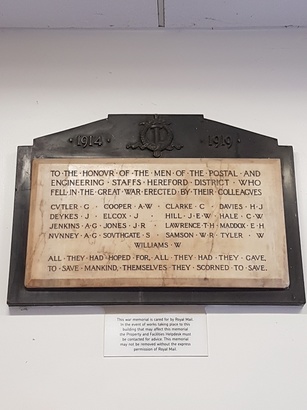 · 1914 · · 1919 ·
TO · THE · HONOVR · OF · THE · MEN · OF · THE · POSTAL · AND
ENGINEERING · STAFFS · HEREFORD · DISTRICT · WHO
FELL · IN · THE · GREAT · WAR · ERECTED · BY · THEIR · COLLEAGVES
CVTLER · G · COOPER · A · W CLARKE · C · DAVIES · H · J
DEYKES · J · ELCOX · J · HILL · J · E · W HALE · C · W
JENKINS · A · G · JONES · J · R LAWRENCE · T · H MADDOX · E · H
NVNNEY · A · G · SOVTHGATE · S · SAMSON · W · R · TYLER · W
WILLIAMS · W
ALL · THEY · HAD · HOPED · FOR, ALL · THEY · HAD · THEY · GAVE,
TO · SAVE · MANKIND, THEMSELVES · THEY · SCORNED · TO · SAVE.
This war memorial is cared for by Royal Mail.
In the event of works taking place to this
building that may affect this memorial
the Property and Facilities Helpdesk must
be contacted for advice. This memorial
may not be removed without the express
permission of Royal Mail.